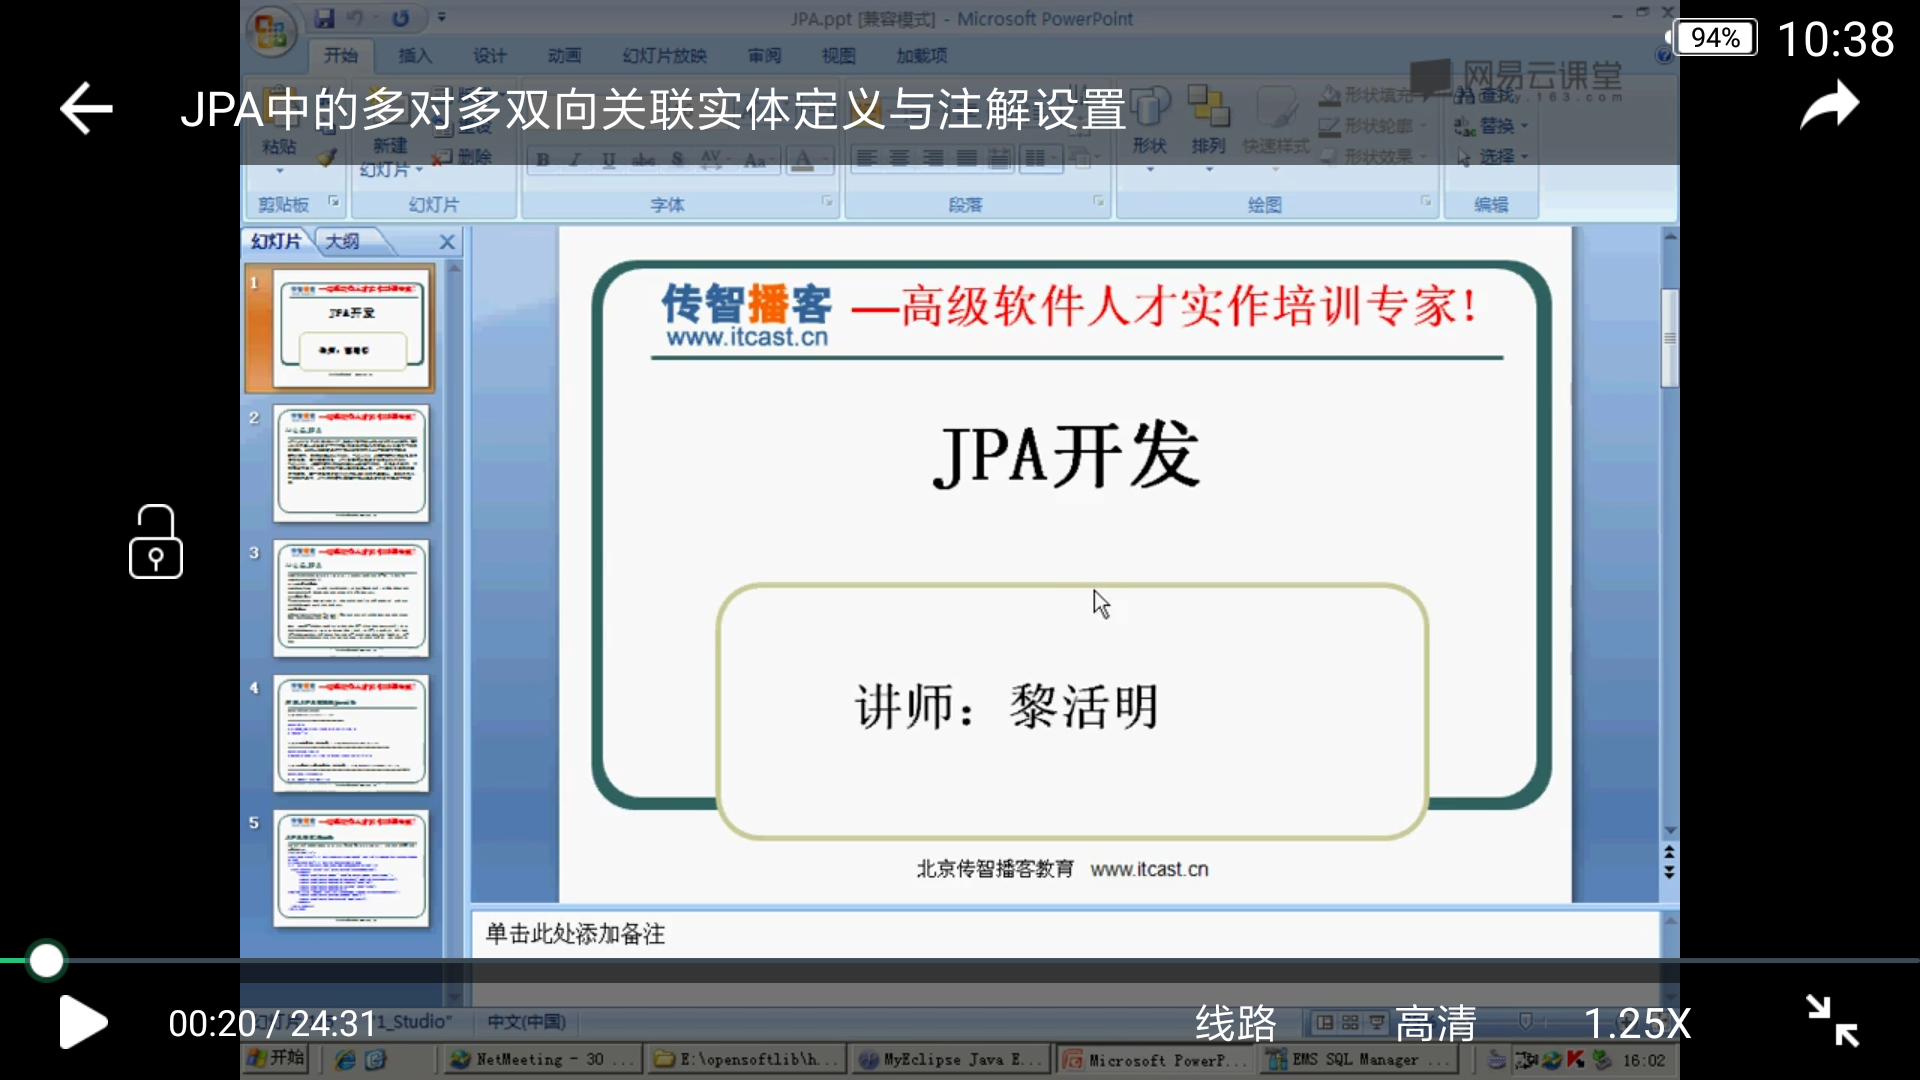 JPA.ppt [兼容模式] - Microsoft PowerPoint
94% 10:38
开始 插入 设计 动画 幻灯片放映 审阅 视图 加载项
网易云课堂
JPA中的多对多双向关联实体定义与注解设置
形状填充 查找
形状轮廓 替换
粘贴 新建 幻灯片 删除 形状 排列 快速样式 形状效果 选择
剪贴板 幻灯片 字体 段落 绘图 编辑
幻灯片 大纲
传智播客 —高级软件人才实作培训专家!
www.itcast.cn
JPA开发
讲师：黎活明
北京传智播客教育 www.itcast.cn
1
JPA开发
2
3
4
5
单击此处添加备注
00:20 / 24:31
1_Studio" 中文(中国)
线路 高清 1.25X
开始 NetMeeting - 30 ... E:\opensoftlib\h... MyEclipse Java E... Microsoft PowerP... EMS SQL Manager ... 16:02